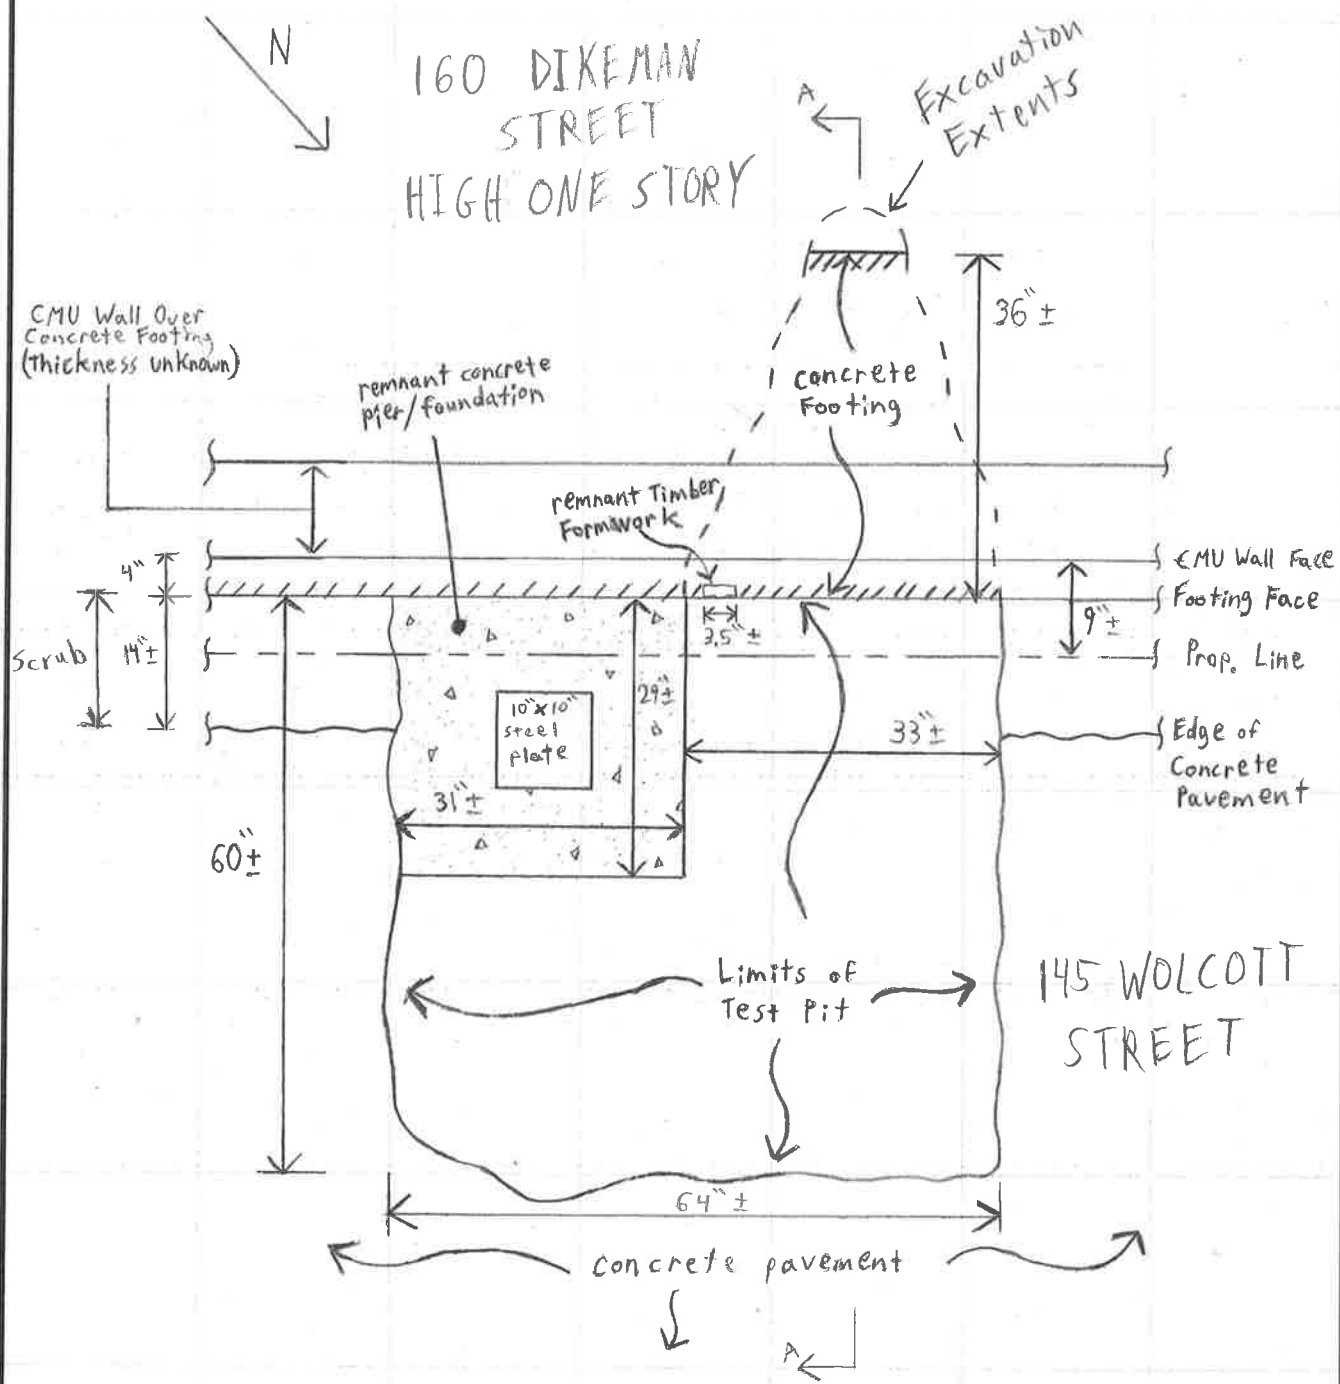 N
160 DIKEMAN
STREET
HIGH ONE STORY
A
Excavation
Extents
36"±
CMU Wall Over
Concrete Footing
(Thickness unknown)
remnant concrete
pier/foundation
Concrete
Footing
remnant Timber
Formwork
4"
CMU Wall Face
Footing Face
9"±
3.5"±
Scrub
14"±
Prop. Line
29"±
10"x10"
steel
plate
33"±
Edge of
Concrete
Pavement
31"±
60"±
Limits of
Test Pit
145 WOLCOTT
STREET
64"±
Concrete pavement
A